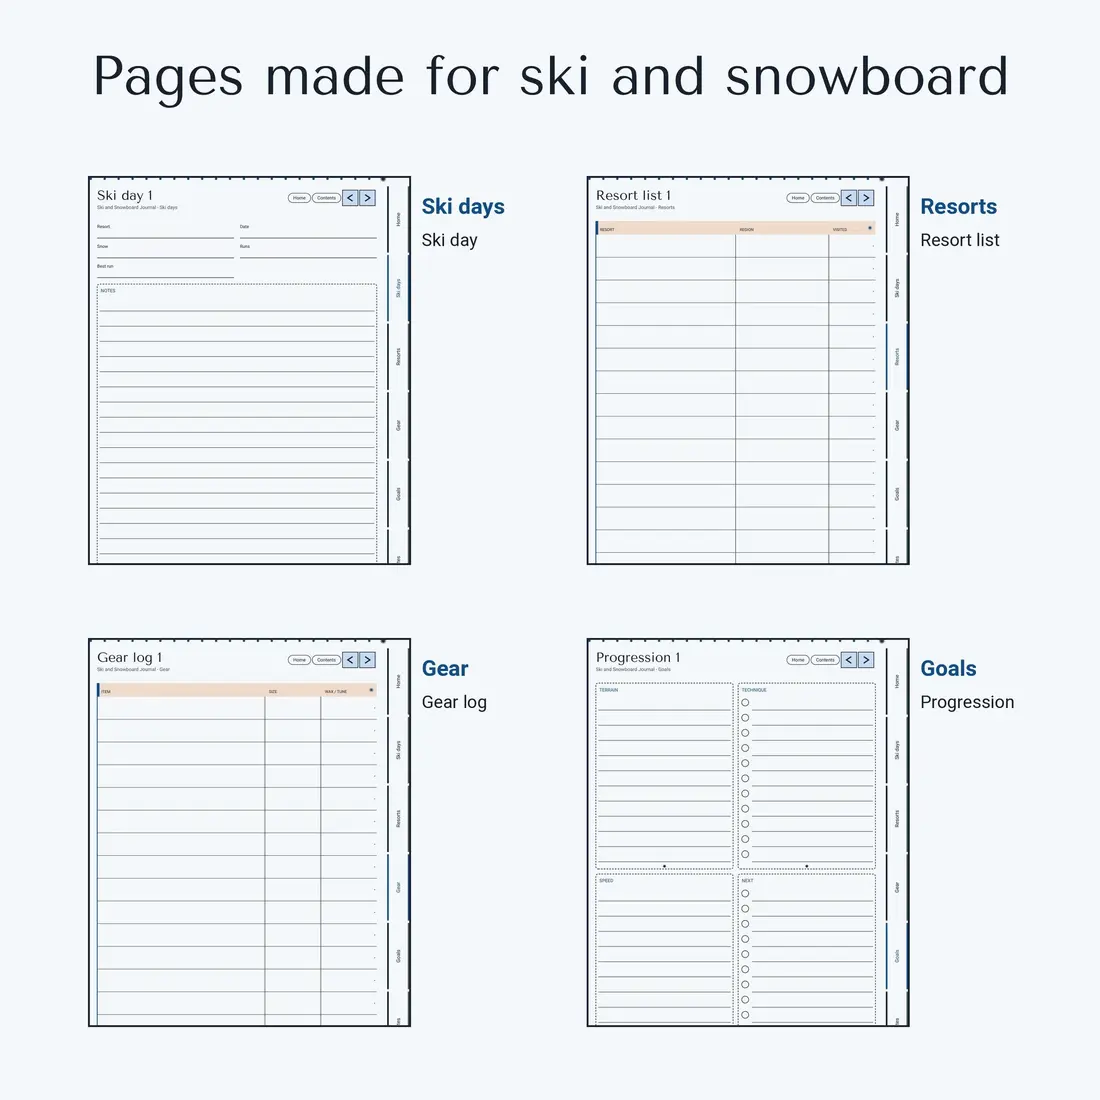 Pages made for ski and snowboard
Ski day 1
Ski and Snowboard Journal - Ski days
Home
Contents
<
>
Resort
Date
Snow
Runs
Best run
NOTES
Home
Ski days
Resorts
Gear
Goals
Ski days
Ski day
Resort list 1
Ski and Snowboard Journal - Resorts
Home
Contents
<
>
RESORT
REGION
VISITED
Home
Ski days
Resorts
Gear
Goals
Resorts
Resort list
Gear log 1
Ski and Snowboard Journal - Gear
Home
Contents
<
>
ITEM
SIZE
WAX / TUNE
Home
Ski days
Resorts
Gear
Goals
Gear
Gear log
Progression 1
Ski and Snowboard Journal - Goals
Home
Contents
<
>
TERRAIN
TECHNIQUE
SPEED
NEXT
Home
Ski days
Resorts
Gear
Goals
Goals
Progression